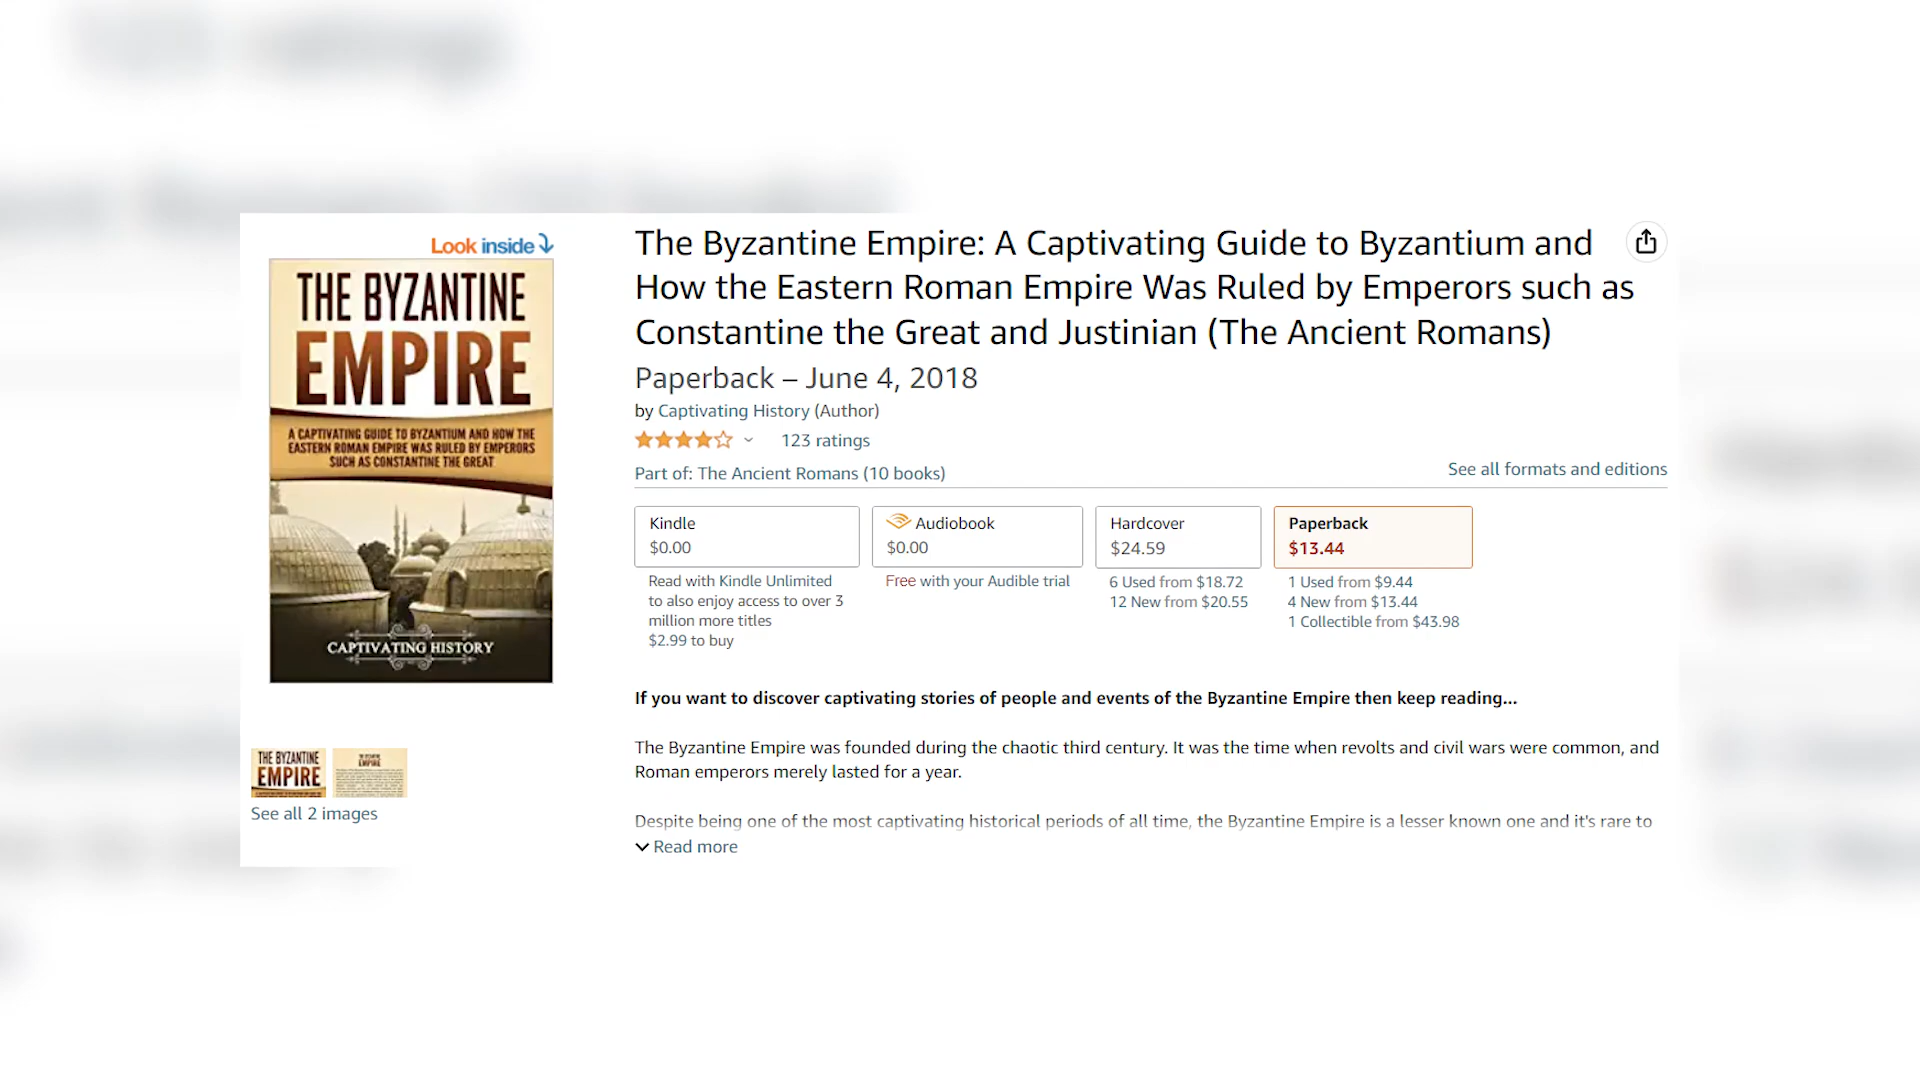 Look inside
THE BYZANTINE
EMPIRE
A CAPTIVATING GUIDE TO BYZANTIUM AND HOW THE
EASTERN ROMAN EMPIRE WAS RULED BY EMPERORS
SUCH AS CONSTANTINE THE GREAT
CAPTIVATING HISTORY
THE BYZANTINE
EMPIRE
See all 2 images
The Byzantine Empire: A Captivating Guide to Byzantium and
How the Eastern Roman Empire Was Ruled by Emperors such as
Constantine the Great and Justinian (The Ancient Romans)
Paperback – June 4, 2018
by Captivating History (Author)
123 ratings
Part of: The Ancient Romans (10 books)
See all formats and editions
Kindle
$0.00
Read with Kindle Unlimited
to also enjoy access to over 3
million more titles
$2.99 to buy
Audiobook
$0.00
Free with your Audible trial
Hardcover
$24.59
6 Used from $18.72
12 New from $20.55
Paperback
$13.44
1 Used from $9.44
4 New from $13.44
1 Collectible from $43.98
If you want to discover captivating stories of people and events of the Byzantine Empire then keep reading...
The Byzantine Empire was founded during the chaotic third century. It was the time when revolts and civil wars were common, and
Roman emperors merely lasted for a year.
Despite being one of the most captivating historical periods of all time, the Byzantine Empire is a lesser known one and it's rare to
Read more